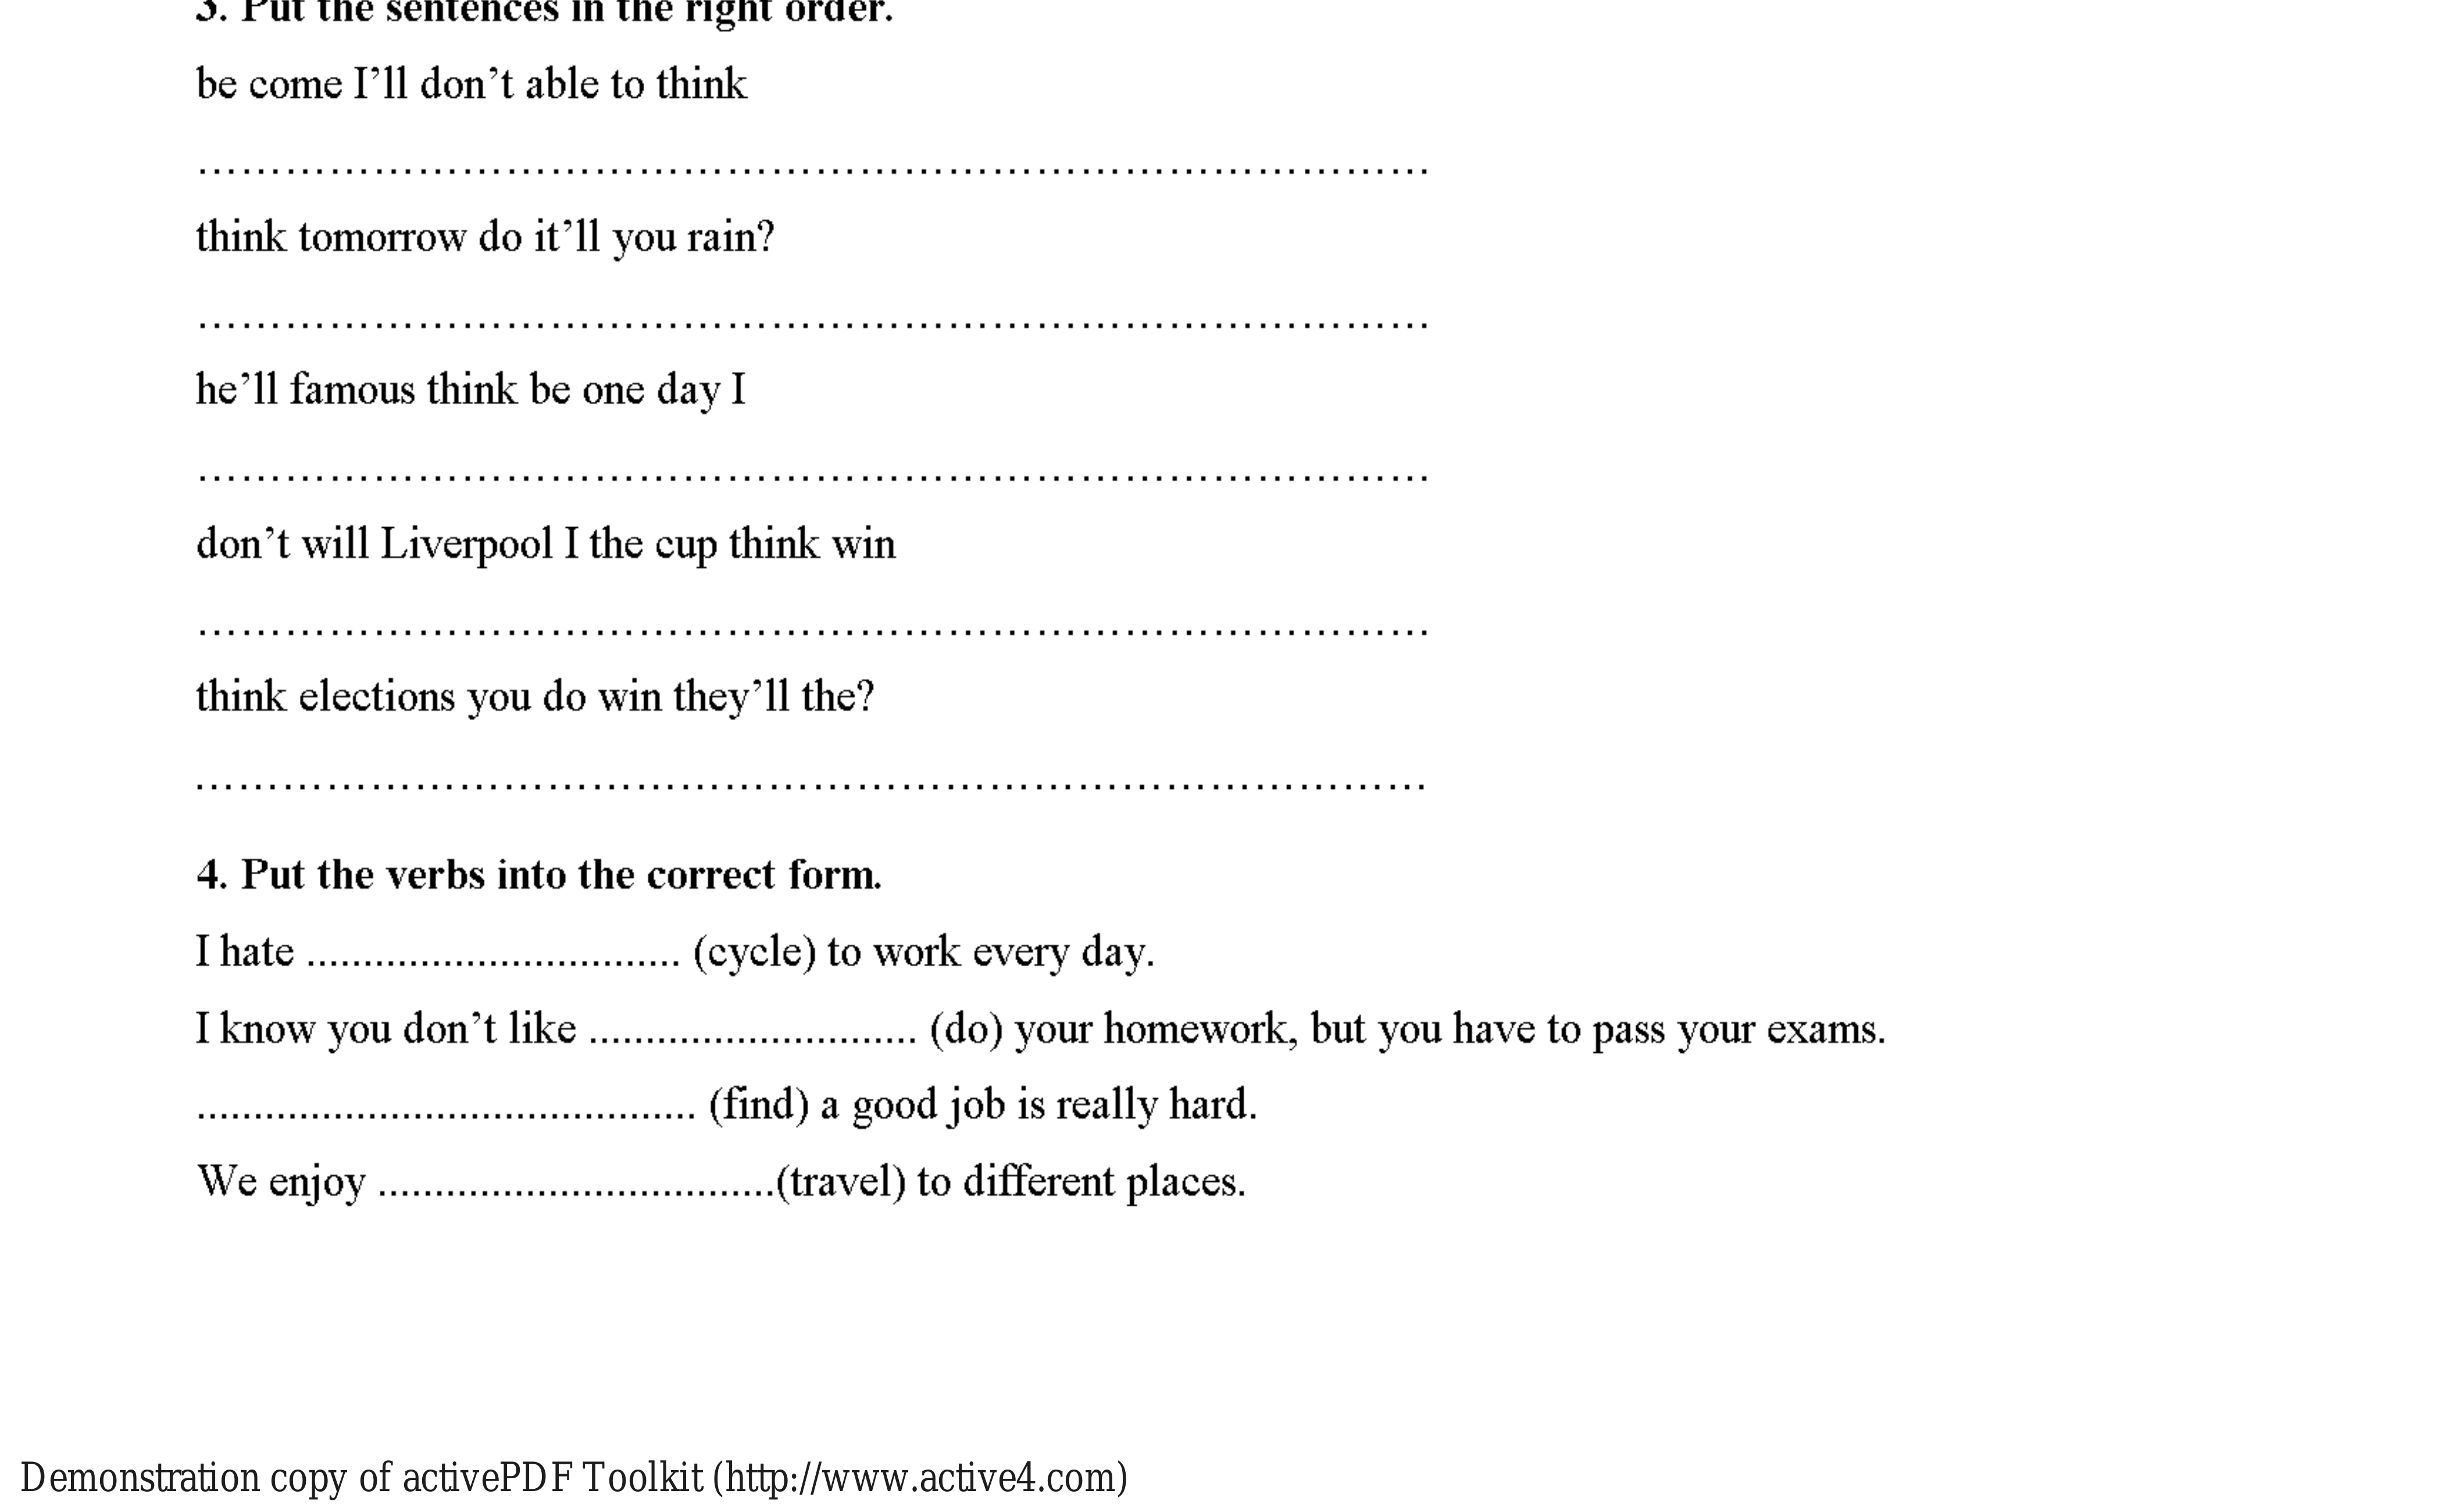 3. Put the sentences in the right order.
be come I’ll don’t able to think
………………………………………………………………………
think tomorrow do it’ll you rain?
………………………………………………………………………
he’ll famous think be one day I
………………………………………………………………………
don’t will Liverpool I the cup think win
………………………………………………………………………
think elections you do win they’ll the?
………………………………………………………………………
4. Put the verbs into the correct form.
I hate ................................. (cycle) to work every day.
I know you don’t like ............................. (do) your homework, but you have to pass your exams.
............................................ (find) a good job is really hard.
We enjoy ...................................(travel) to different places.
Demonstration copy of activePDF Toolkit (http://www.active4.com)